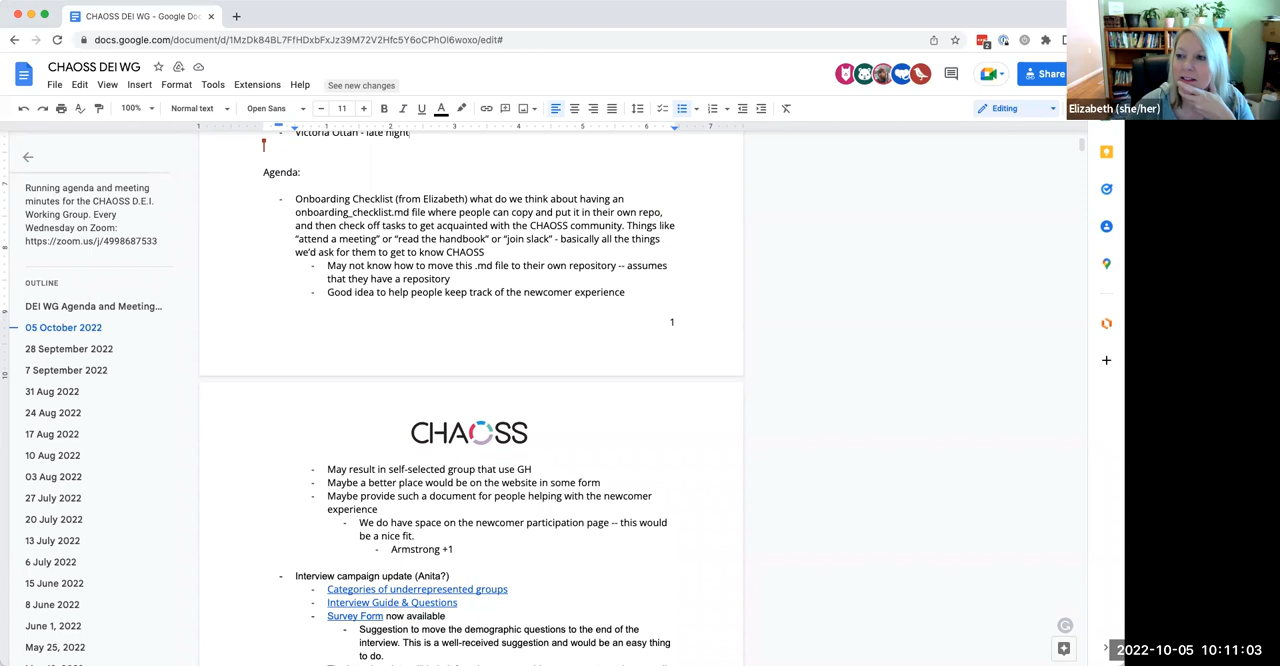 CHAOSS DEI WG - Google Doc
docs.google.com/document/d/1MzDk84BL7FfHDxbFxJz39M72V2Hfc5Y6oCPhOl6woxo/edit#
2
CHAOSS DEI WG
File Edit View Insert Format Tools Extensions Help See new changes
Share
Elizabeth (she/her)
100% Normal text Open Sans 11 Editing
1 1 2 3 4 5 6 7
Running agenda and meeting
minutes for the CHAOSS D.E.I.
Working Group. Every
Wednesday on Zoom:
https://zoom.us/j/4998687533
OUTLINE
DEI WG Agenda and Meeting...
05 October 2022
28 September 2022
7 September 2022
31 Aug 2022
24 Aug 2022
17 Aug 2022
10 Aug 2022
03 Aug 2022
27 July 2022
20 July 2022
13 July 2022
6 July 2022
15 June 2022
8 June 2022
June 1, 2022
May 25, 2022
- Victoria Ottah - late night
Agenda:
- Onboarding Checklist (from Elizabeth) what do we think about having an
onboarding_checklist.md file where people can copy and put it in their own repo,
and then check off tasks to get acquainted with the CHAOSS community. Things like
“attend a meeting” or “read the handbook” or “join slack” - basically all the things
we’d ask for them to get to know CHAOSS
- May not know how to move this .md file to their own repository -- assumes
that they have a repository
- Good idea to help people keep track of the newcomer experience
1
CHAOSS
- May result in self-selected group that use GH
- Maybe a better place would be on the website in some form
- Maybe provide such a document for people helping with the newcomer
experience
- We do have space on the newcomer participation page -- this would
be a nice fit.
- Armstrong +1
- Interview campaign update (Anita?)
- Categories of underrepresented groups
- Interview Guide & Questions
- Survey Form now available
- Suggestion to move the demographic questions to the end of the
interview. This is a well-received suggestion and would be an easy thing
to do.
2022-10-05 10:11:03